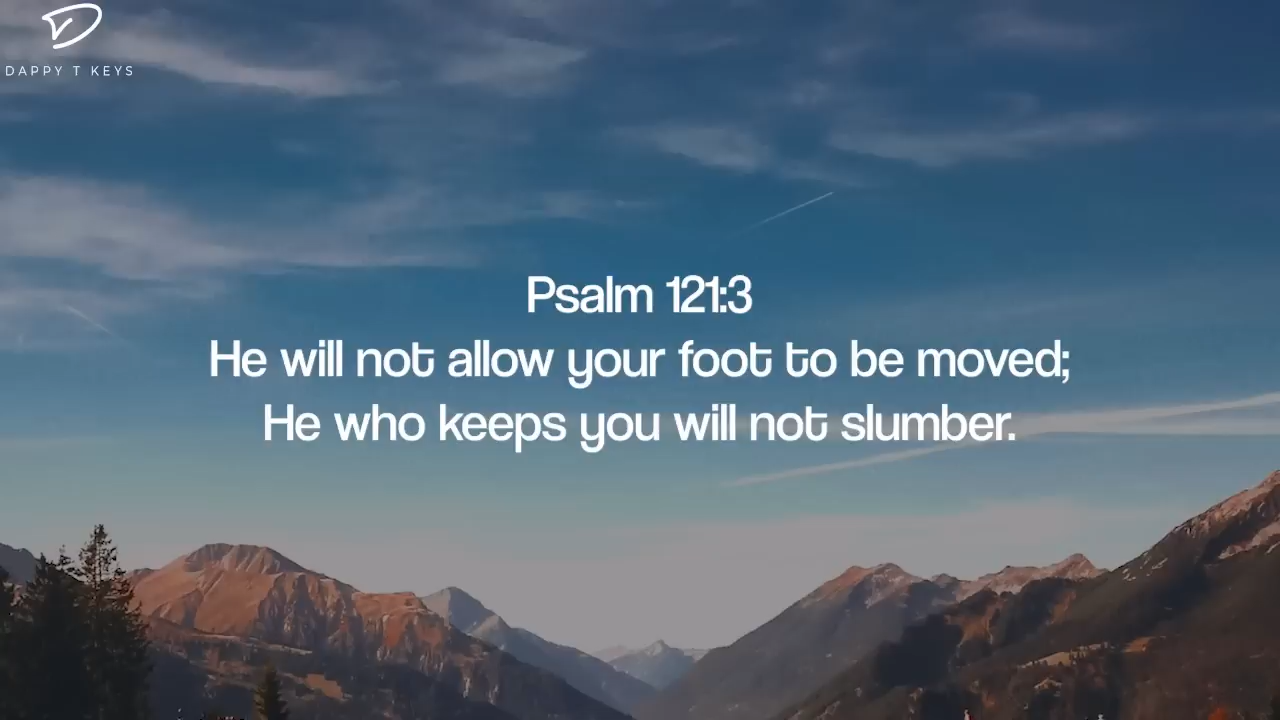 DAPPY T KEYS
Psalm 121:3
He will not allow your foot to be moved;
He who keeps you will not slumber.